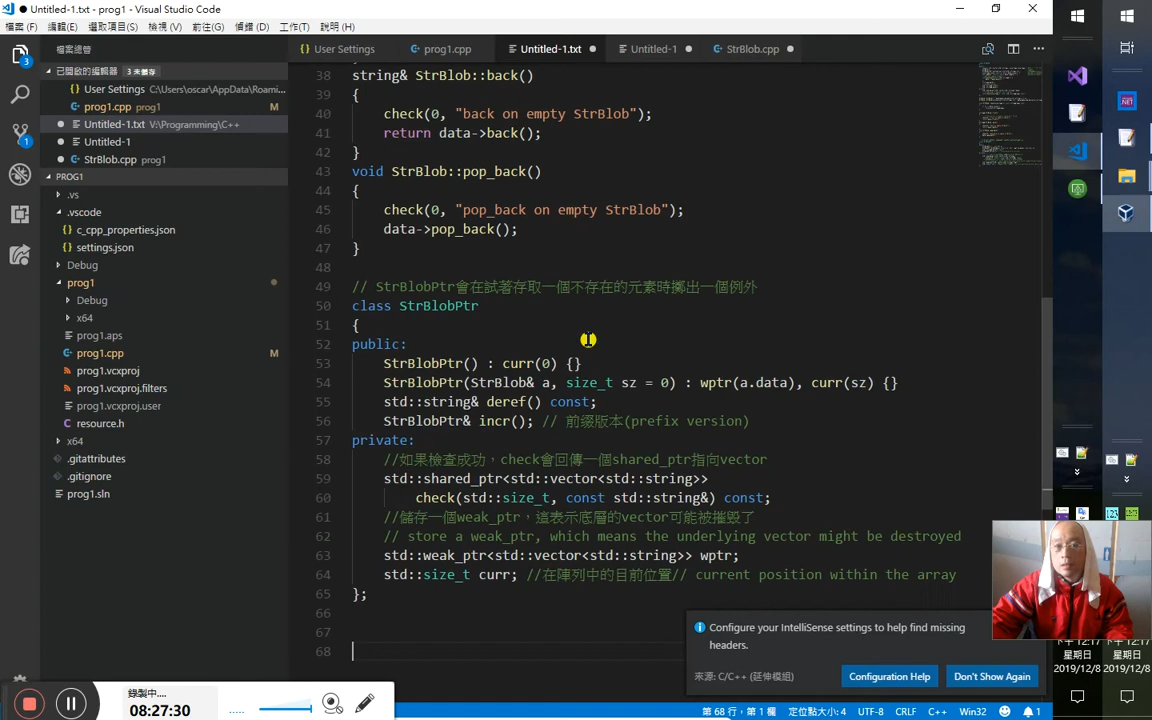 Untitled-1.txt - prog1 - Visual Studio Code
檔案(F) 編輯(E) 選取項目(S) 檢視(V) 前往(G) 偵錯(D) 工作(T) 說明(H)
檔案總管
User Settings prog1.cpp Untitled-1.txt Untitled-1 StrBlob.cpp
已開啟的編輯器 3 未儲存
User Settings C:\Users\oscar\AppData\Roami...
prog1.cpp prog1 M
Untitled-1.txt V:\Programming\C++
Untitled-1
StrBlob.cpp prog1
PROG1
.vs
.vscode
c_cpp_properties.json
settings.json
Debug
prog1
Debug
x64
prog1.aps
prog1.cpp M
prog1.vcxproj
prog1.vcxproj.filters
prog1.vcxproj.user
resource.h
x64
.gitattributes
.gitignore
prog1.sln
3
1
38 string& StrBlob::back()
39 {
40 check(0, "back on empty StrBlob");
41 return data->back();
42 }
43 void StrBlob::pop_back()
44 {
45 check(0, "pop_back on empty StrBlob");
46 data->pop_back();
47 }
48
49 // StrBlobPtr會在試著存取一個不存在的元素時擲出一個例外
50 class StrBlobPtr
51 {
52 public:
53 StrBlobPtr() : curr(0) {}
54 StrBlobPtr(StrBlob& a, size_t sz = 0) : wptr(a.data), curr(sz) {}
55 std::string& deref() const;
56 StrBlobPtr& incr(); // 前綴版本(prefix version)
57 private:
58 //如果檢查成功，check會回傳一個shared_ptr指向vector
59 std::shared_ptr<std::vector<std::string>>
60 check(std::size_t, const std::string&) const;
61 //儲存一個weak_ptr，這表示底層的vector可能被摧毀了
62 // store a weak_ptr, which means the underlying vector might be destroyed
63 std::weak_ptr<std::vector<std::string>> wptr;
64 std::size_t curr; //在陣列中的目前位置// current position within the array
65 };
66
67
68
Configure your IntelliSense settings to help find missing
headers.
來源: C/C++ (延伸模組)
Configuration Help Don't Show Again
錄製中....
08:27:30
第 68 行，第 1 欄 定位點大小: 4 UTF-8 CRLF C++ Win32 1
下午 12:17 下午 12:17
星期日 星期日
2019/12/8 2019/12/8